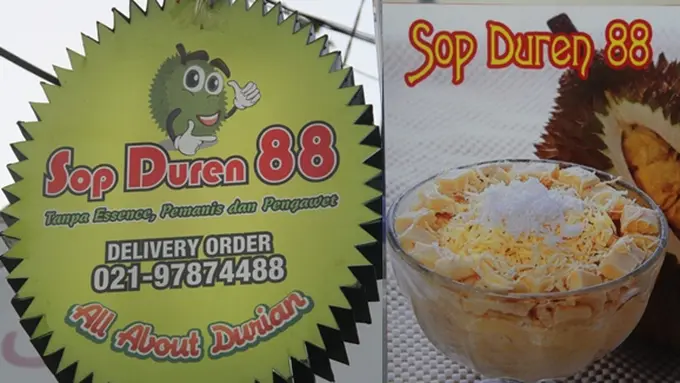 Sop Duren 88
Tanpa Essence, Pemanis dan Pengawet
DELIVERY ORDER
021-97874488
All About Durian
Sop Duren 88